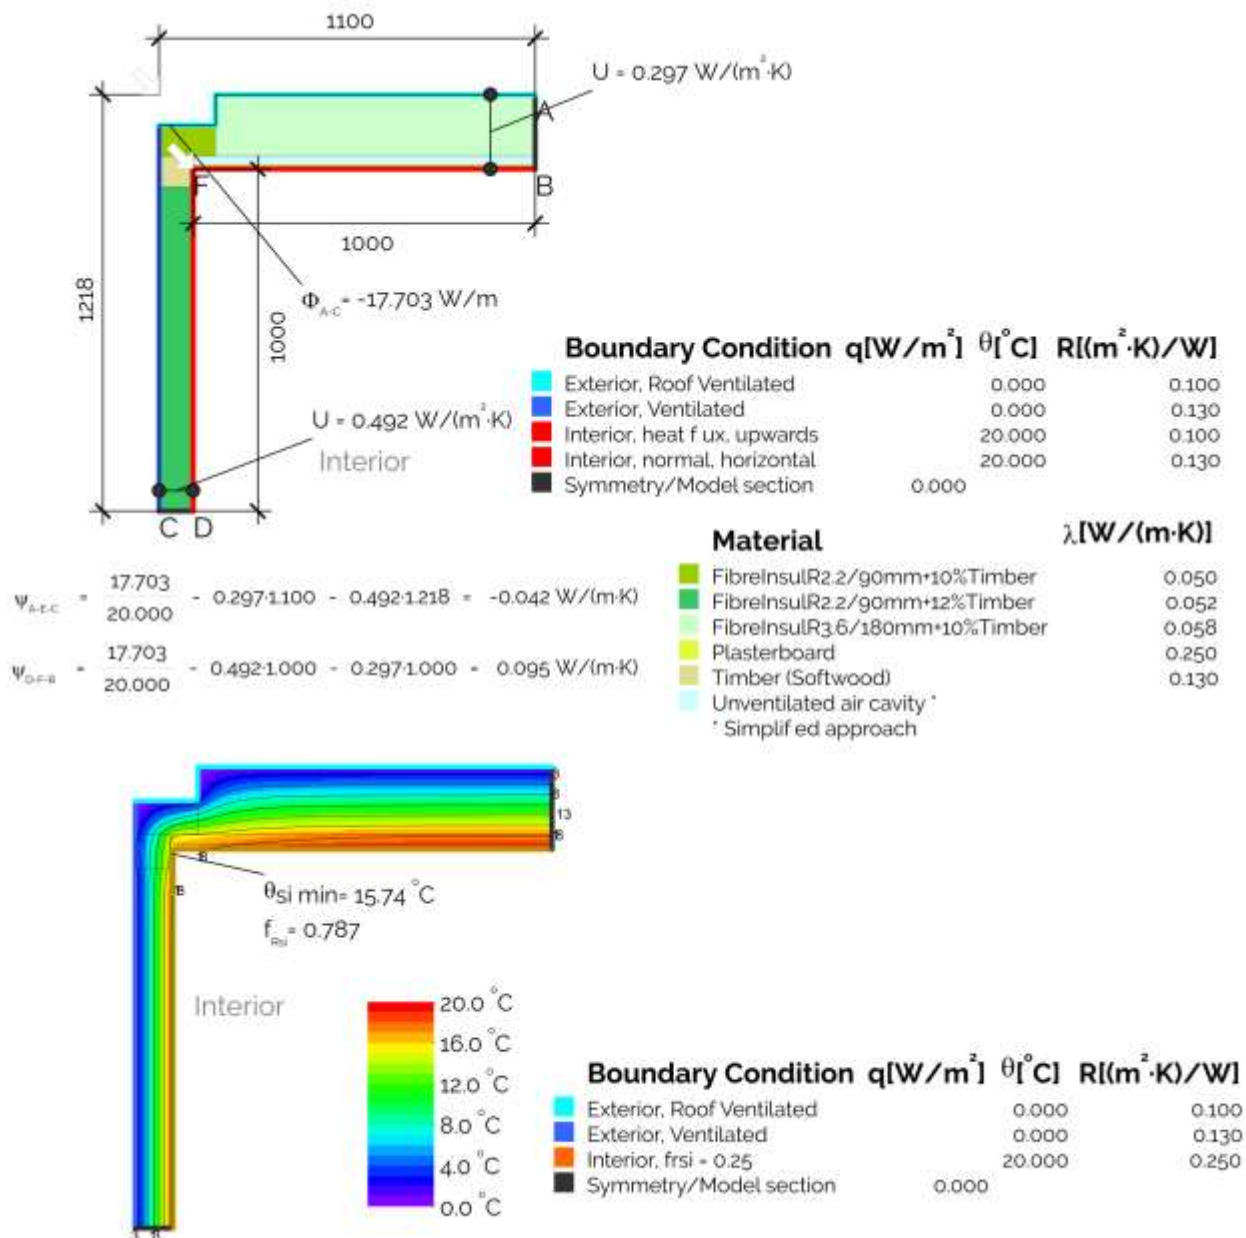 1100
U = 0.297 W/(m²·K)
A
F
B
1000
1218
Φ A-C = -17.703 W/m
1000
U = 0.492 W/(m²·K)
Interior
C D
Boundary Condition q[W/m²] θ[°C] R[(m²·K)/W]
Exterior, Roof Ventilated 0.000 0.100
Exterior, Ventilated 0.000 0.130
Interior, heat f ux, upwards 20.000 0.100
Interior, normal, horizontal 20.000 0.130
Symmetry/Model section 0.000
Material λ[W/(m·K)]
FibreInsulR2.2/90mm+10%Timber 0.050
FibreInsulR2.2/90mm+12%Timber 0.052
FibreInsulR3.6/180mm+10%Timber 0.058
Plasterboard 0.250
Timber (Softwood) 0.130
Unventilated air cavity *
* Simplif ed approach
ψ A-E-C = 17.703 / 20.000 - 0.297·1.100 - 0.492·1.218 = -0.042 W/(m·K)
ψ D-F-B = 17.703 / 20.000 - 0.492·1.000 - 0.297·1.000 = 0.095 W/(m·K)
13
18
θsi min= 15.74 °C
f Rsi = 0.787
Interior
20.0 °C
16.0 °C
12.0 °C
8.0 °C
4.0 °C
0.0 °C
Boundary Condition q[W/m²] θ[°C] R[(m²·K)/W]
Exterior, Roof Ventilated 0.000 0.100
Exterior, Ventilated 0.000 0.130
Interior, frsi = 0.25 20.000 0.250
Symmetry/Model section 0.000